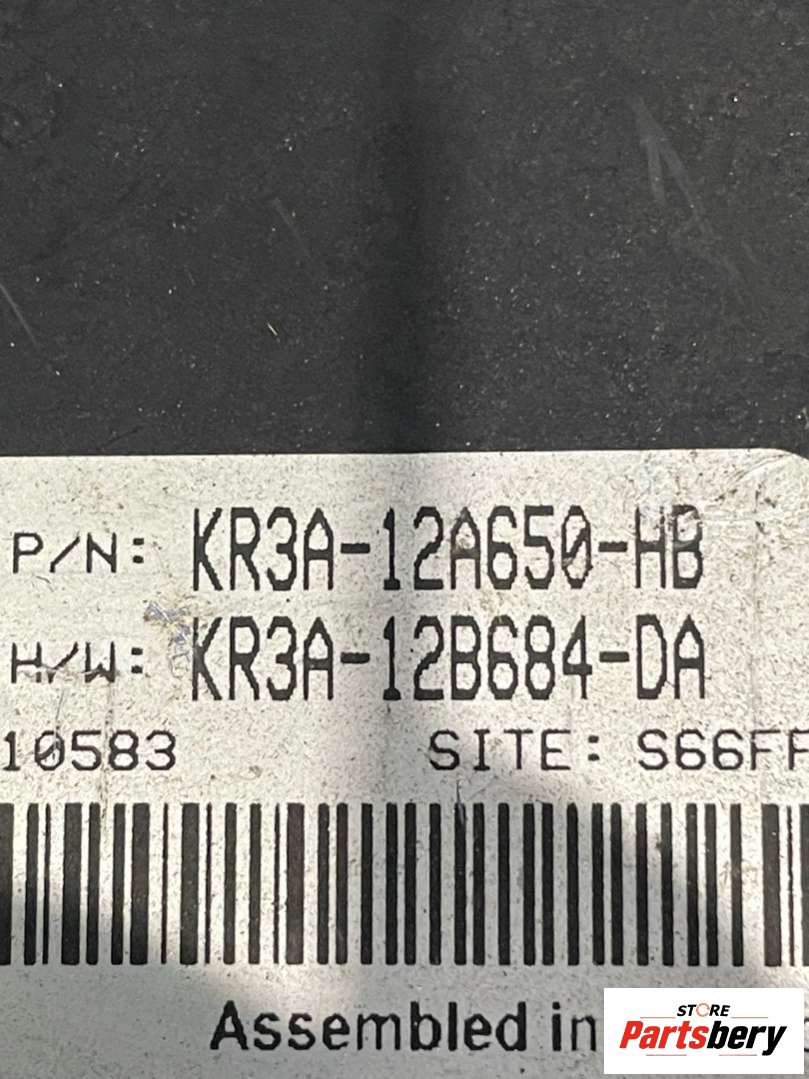 P/N: KR3A-12A650-HB
H/W: KR3A-12B684-DA
10583 SITE: S66FF
Assembled in
STORE
Partsbery